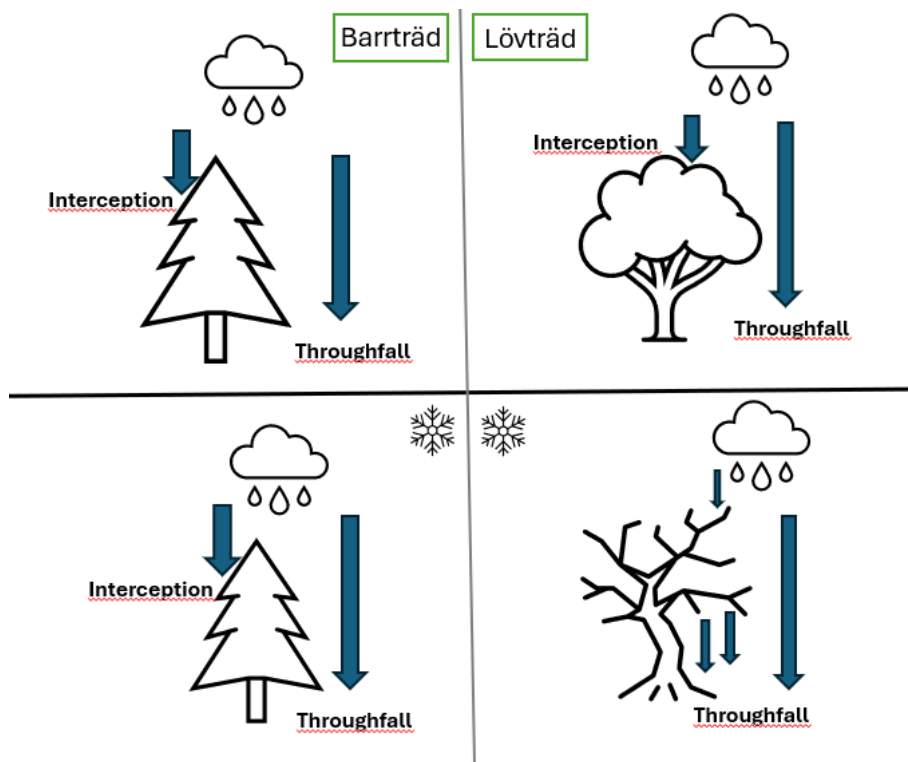 Barrträd
Lövträd
Interception
Throughfall
Interception
Throughfall
Interception
Throughfall
Throughfall